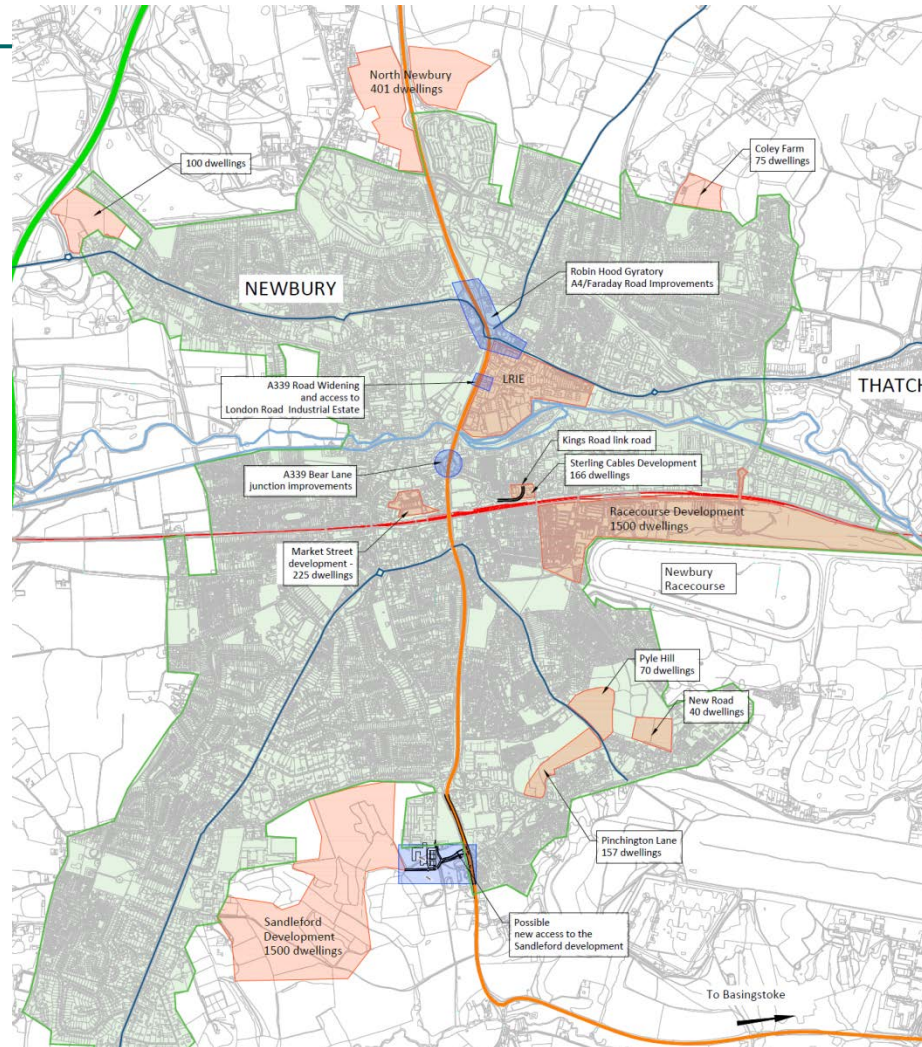 North Newbury
401 dwellings
Coley Farm
75 dwellings
100 dwellings
Robin Hood Gyratory
A4/Faraday Road Improvements
NEWBURY
THATCH
LRIE
A339 Road Widening
and access to
London Road Industrial Estate
Kings Road link road
Sterling Cables Development
166 dwellings
A339 Bear Lane
junction improvements
Racecourse Development
1500 dwellings
Market Street
development -
225 dwellings
Newbury
Racecourse
Pyle Hill
70 dwellings
New Road
40 dwellings
Pinchington Lane
157 dwellings
Sandleford
Development
1500 dwellings
Possible
new access to the
Sandleford development
To Basingstoke